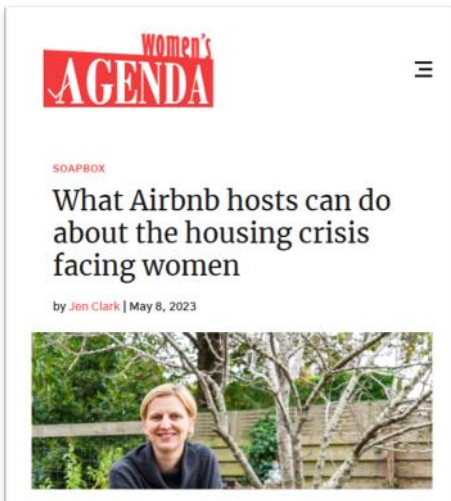 women's
AGENDA
SOAPBOX
What Airbnb hosts can do
about the housing crisis
facing women
by Jen Clark | May 8, 2023